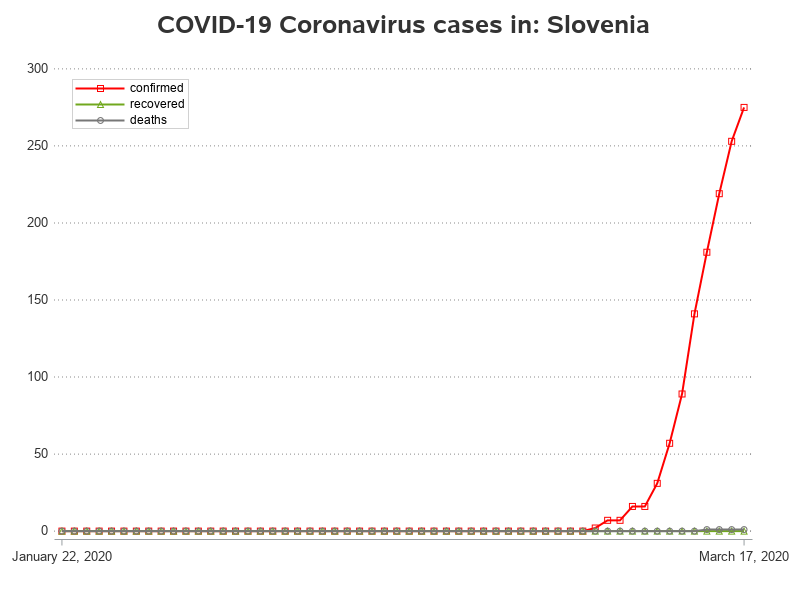 COVID-19 Coronavirus cases in: Slovenia
300
confirmed
recovered
deaths
250
200
150
100
50
0
January 22, 2020 March 17, 2020